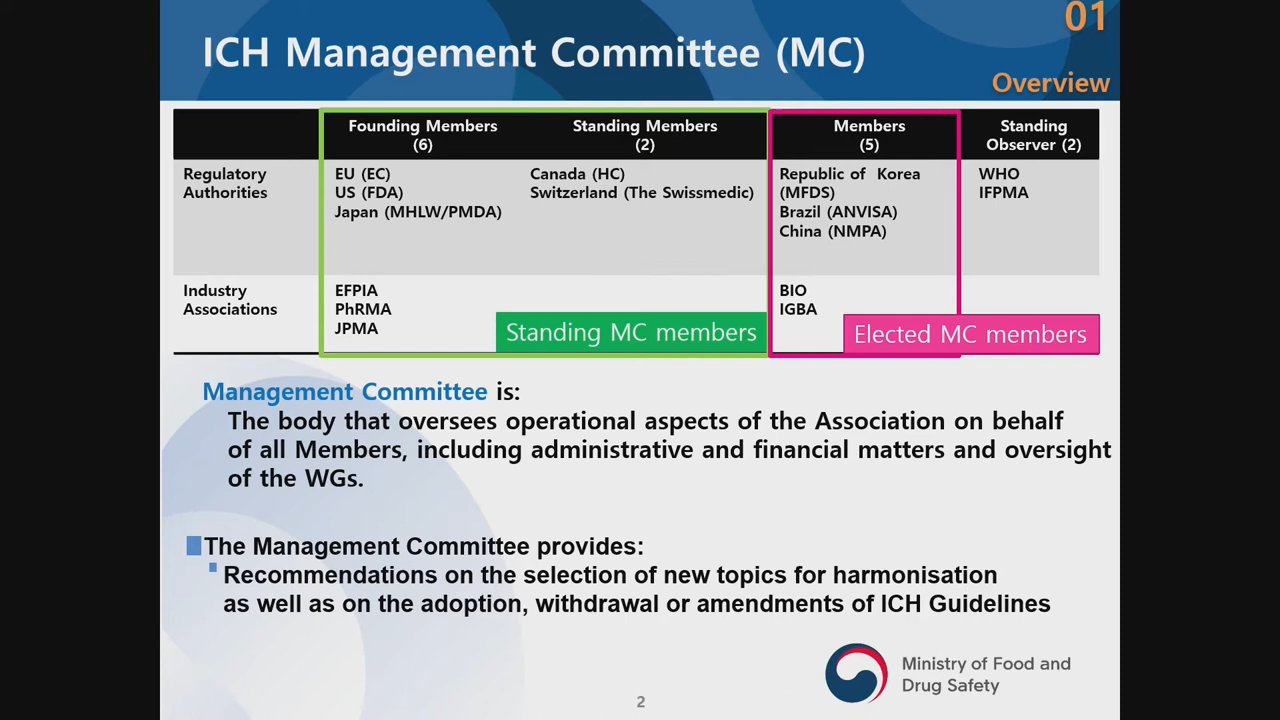 01
ICH Management Committee (MC)
Overview
Founding Members (6)
Standing Members (2)
Members (5)
Standing Observer (2)
Regulatory Authorities
EU (EC)
US (FDA)
Japan (MHLW/PMDA)
Canada (HC)
Switzerland (The Swissmedic)
Republic of Korea (MFDS)
Brazil (ANVISA)
China (NMPA)
WHO
IFPMA
Industry Associations
EFPIA
PhRMA
JPMA
Standing MC members
BIO
IGBA
Elected MC members
Management Committee is:
The body that oversees operational aspects of the Association on behalf
of all Members, including administrative and financial matters and oversight
of the WGs.
The Management Committee provides:
Recommendations on the selection of new topics for harmonisation
as well as on the adoption, withdrawal or amendments of ICH Guidelines
Ministry of Food and
Drug Safety
2